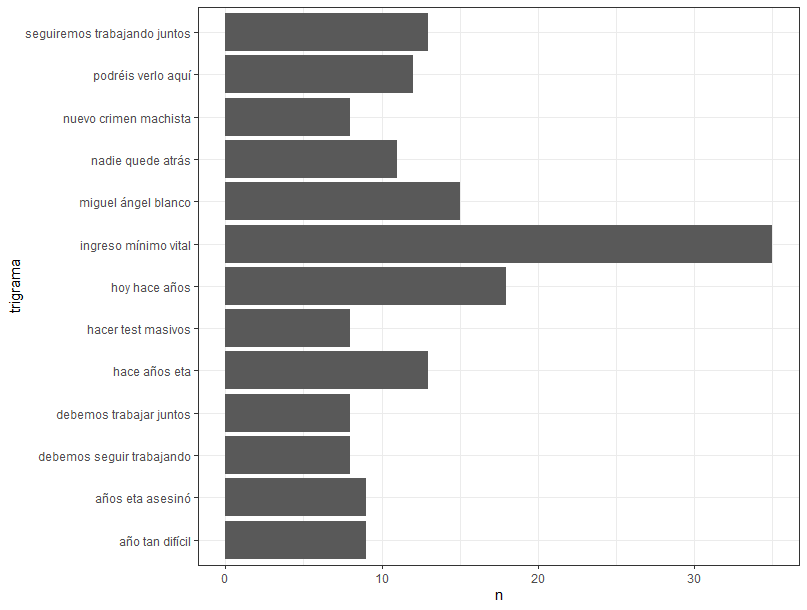 seguiremos trabajando juntos
podréis verlo aquí
nuevo crimen machista
nadie quede atrás
miguel ángel blanco
ingreso mínimo vital
hoy hace años
hacer test masivos
hace años eta
debemos trabajar juntos
debemos seguir trabajando
años eta asesinó
año tan difícil
trigrama
0 10 20 30
n